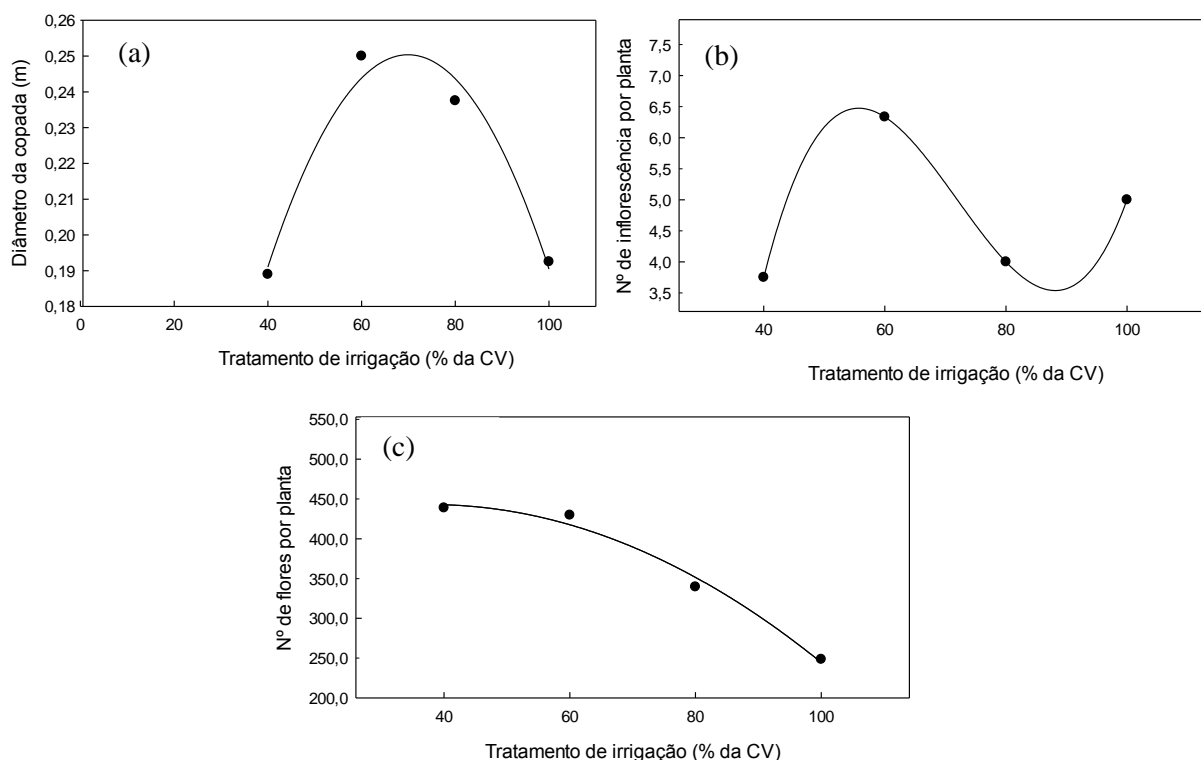 (a)
Diâmetro da copada (m)
0,26
0,25
0,24
0,23
0,22
0,21
0,20
0,19
0,18
0 20 40 60 80 100
Tratamento de irrigação (% da CV)
(b)
Nº de inflorescência por planta
7,5
7,0
6,5
6,0
5,5
5,0
4,5
4,0
3,5
40 60 80 100
Tratamento de irrigação (% da CV)
(c)
Nº de flores por planta
550,0
500,0
450,0
400,0
350,0
300,0
250,0
200,0
40 60 80 100
Tratamento de irrigação (% da CV)